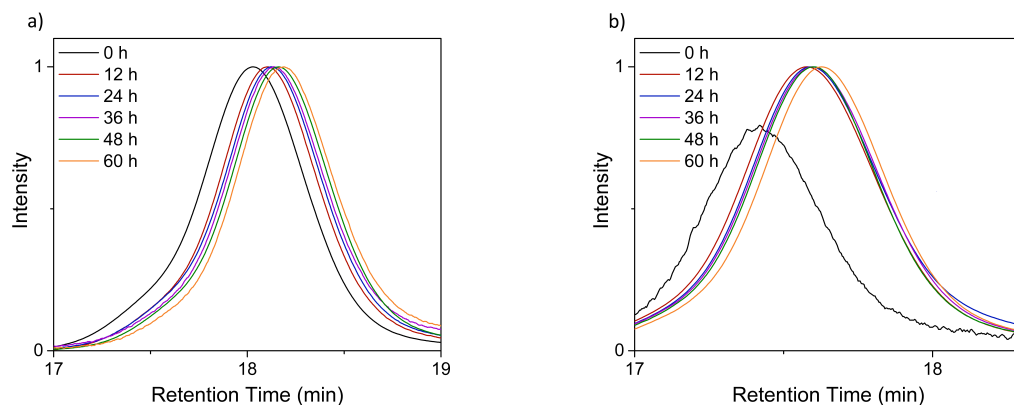 a)
0 h
12 h
24 h
36 h
48 h
60 h
1
0
Intensity
17
18
19
Retention Time (min)
b)
0 h
12 h
24 h
36 h
48 h
60 h
1
0
Intensity
17
18
Retention Time (min)